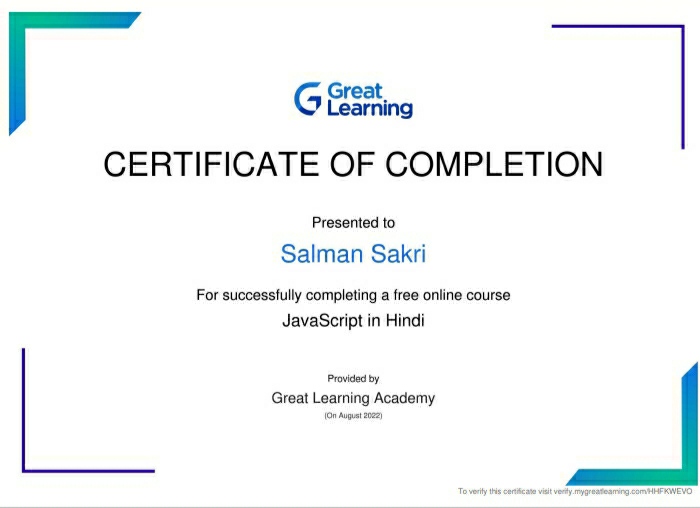 Great
Learning
CERTIFICATE OF COMPLETION
Presented to
Salman Sakri
For successfully completing a free online course
JavaScript in Hindi
Provided by
Great Learning Academy
(On August 2022)
To verify this certificate visit verify.mygreatlearning.com/HHFKWEVO